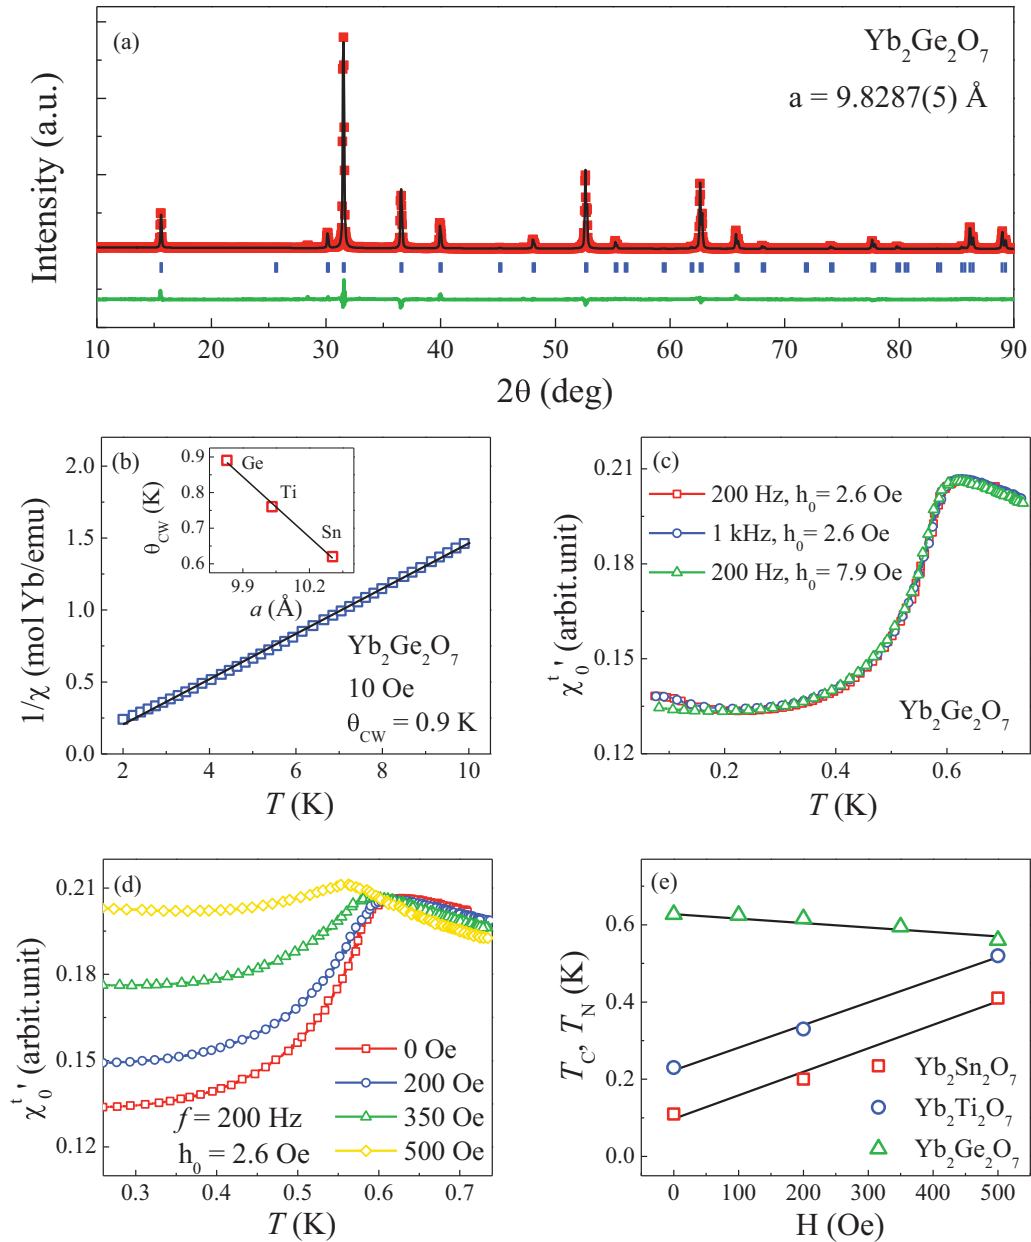 (a)
Yb₂Ge₂O₇
a = 9.8287(5) Å
Intensity (a.u.)
10 20 30 40 50 60 70 80 90
2θ (deg)
(b)
2.0
1.5
1.0
0.5
0.0
1/χ (mol Yb/emu)
0.9
0.8
0.7
0.6
θ_CW (K)
Ge
Ti
Sn
9.9 10.2
a (Å)
Yb₂Ge₂O₇
10 Oe
θ_CW = 0.9 K
2 4 6 8 10
T (K)
(c)
0.21
0.18
0.15
0.12
χ₀ᵗ' (arbit.unit)
200 Hz, h₀= 2.6 Oe
1 kHz, h₀= 2.6 Oe
200 Hz, h₀= 7.9 Oe
Yb₂Ge₂O₇
0.2 0.4 0.6
T (K)
(d)
0.21
0.18
0.15
0.12
χ₀ᵗ' (arbit.unit)
f = 200 Hz
h₀ = 2.6 Oe
0 Oe
200 Oe
350 Oe
500 Oe
0.3 0.4 0.5 0.6 0.7
T (K)
(e)
0.6
0.4
0.2
0.0
T_C, T_N (K)
Yb₂Sn₂O₇
Yb₂Ti₂O₇
Yb₂Ge₂O₇
0 100 200 300 400 500
H (Oe)